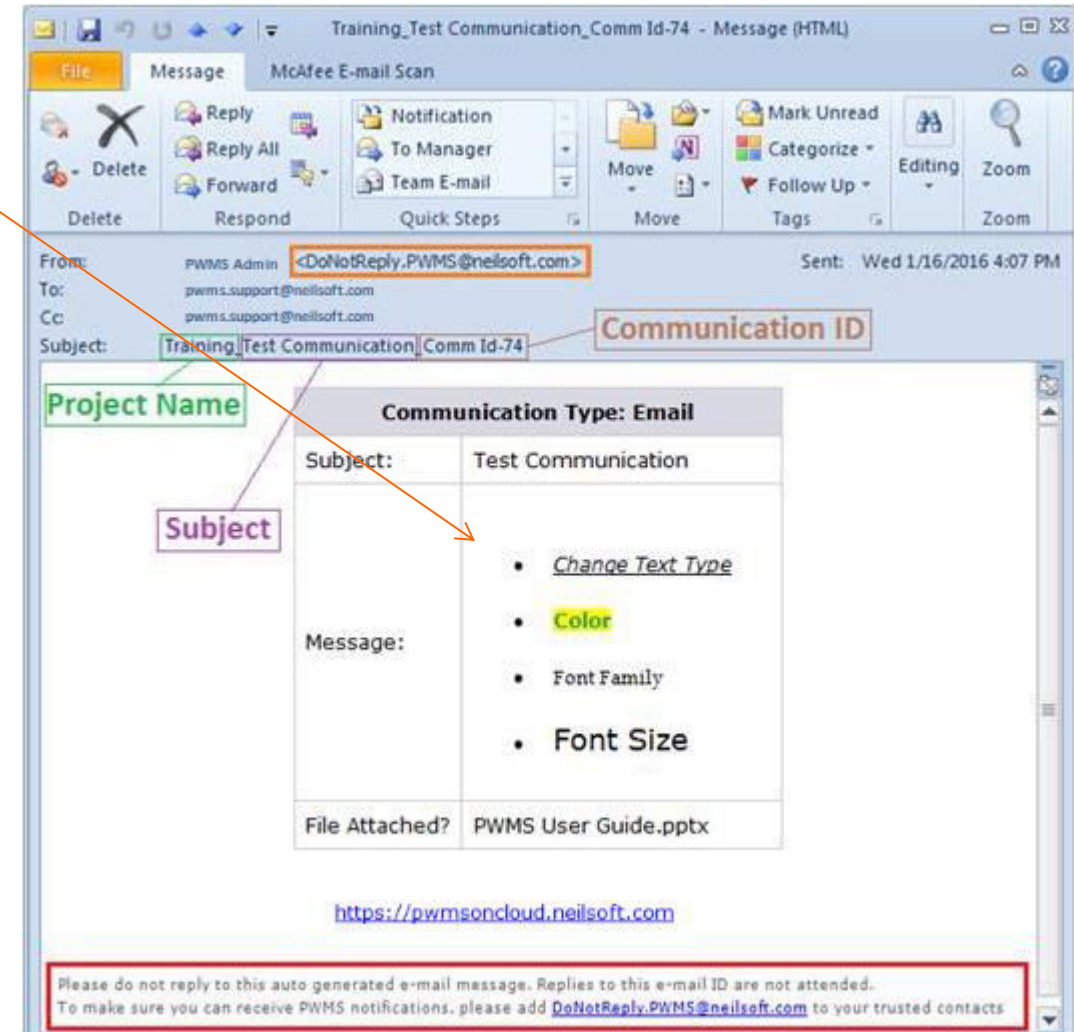 Training_Test Communication_Comm Id-74 - Message (HTML)
File Message McAfee E-mail Scan
Delete
Reply
Reply All
Forward
Notification
To Manager
Team E-mail
Move
Mark Unread
Categorize
Follow Up
Editing
Zoom
Delete Respond Quick Steps Move Tags Zoom
From: PWMS Admin <DoNotReply.PWMS@neilsoft.com> Sent: Wed 1/16/2016 4:07 PM
To: pwms.support@neilsoft.com
Cc: pwms.support@neilsoft.com
Subject: Training_Test Communication_Comm Id-74
Communication ID
Project Name
Subject
Communication Type: Email
Subject: Test Communication
Message:
• Change Text Type
• Color
• Font Family
• Font Size
File Attached? PWMS User Guide.pptx
https://pwmsoncloud.neilsoft.com
Please do not reply to this auto generated e-mail message. Replies to this e-mail ID are not attended.
To make sure you can receive PWMS notifications, please add DoNotReply.PWMS@neilsoft.com to your trusted contacts